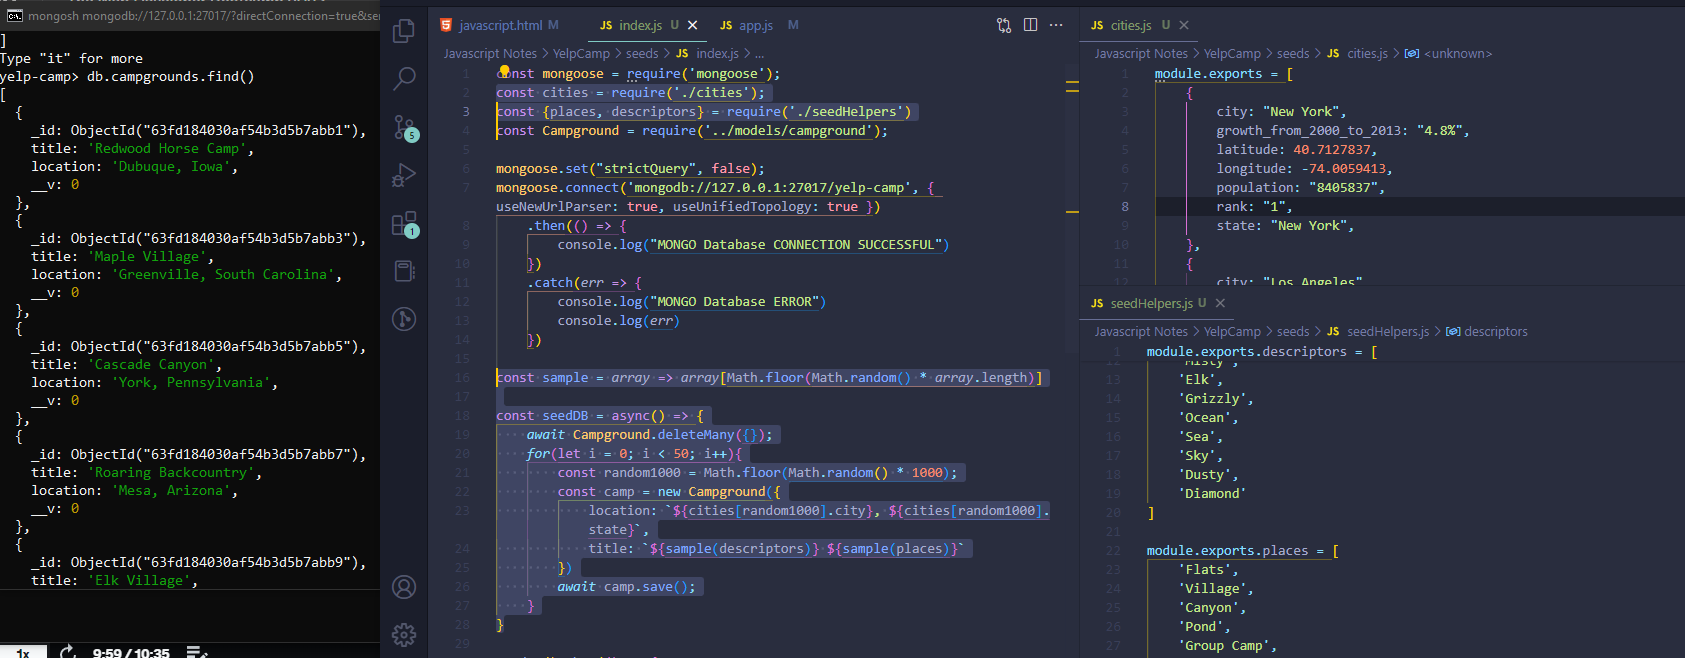 mongosh mongodb://127.0.0.1:27017/?directConnection=true&ser
]
Type "it" for more
yelp-camp> db.campgrounds.find()
[
{
_id: ObjectId("63fd184030af54b3d5b7abb1"),
title: 'Redwood Horse Camp',
location: 'Dubuque, Iowa',
__v: 0
},
{
_id: ObjectId("63fd184030af54b3d5b7abb3"),
title: 'Maple Village',
location: 'Greenville, South Carolina',
__v: 0
},
{
_id: ObjectId("63fd184030af54b3d5b7abb5"),
title: 'Cascade Canyon',
location: 'York, Pennsylvania',
__v: 0
},
{
_id: ObjectId("63fd184030af54b3d5b7abb7"),
title: 'Roaring Backcountry',
location: 'Mesa, Arizona',
__v: 0
},
{
_id: ObjectId("63fd184030af54b3d5b7abb9"),
title: 'Elk Village',
1x 9:59 / 10:35
5
1
javascript.html M JS index.js U JS app.js M
Javascript Notes > YelpCamp > seeds > JS index.js > ...
1 const mongoose = require('mongoose');
2 const cities = require('./cities');
3 const {places, descriptors} = require('./seedHelpers')
4 const Campground = require('../models/campground');
5
6 mongoose.set("strictQuery", false);
7 mongoose.connect('mongodb://127.0.0.1:27017/yelp-camp', {
useNewUrlParser: true, useUnifiedTopology: true })
8 .then(() => {
9 console.log("MONGO Database CONNECTION SUCCESSFUL")
10 })
11 .catch(err => {
12 console.log("MONGO Database ERROR")
13 console.log(err)
14 })
15
16 const sample = array => array[Math.floor(Math.random() * array.length)]
17
18 const seedDB = async() => {
19 await Campground.deleteMany({});
20 for(let i = 0; i < 50; i++){
21 const random1000 = Math.floor(Math.random() * 1000);
22 const camp = new Campground({
23 location: `${cities[random1000].city}, ${cities[random1000].
state}`,
24 title: `${sample(descriptors)} ${sample(places)}`
25 })
26 await camp.save();
27 }
28 }
29
JS cities.js U
Javascript Notes > YelpCamp > seeds > JS cities.js > <unknown>
1 module.exports = [
2 {
3 city: "New York",
4 growth_from_2000_to_2013: "4.8%",
5 latitude: 40.7127837,
6 longitude: -74.0059413,
7 population: "8405837",
8 rank: "1",
9 state: "New York",
10 },
11 {
12 city: "Los Angeles"
JS seedHelpers.js U
Javascript Notes > YelpCamp > seeds > JS seedHelpers.js > descriptors
1 module.exports.descriptors = [
12 'Misty',
13 'Elk',
14 'Grizzly',
15 'Ocean',
16 'Sea',
17 'Sky',
18 'Dusty',
19 'Diamond'
20 ]
21
22 module.exports.places = [
23 'Flats',
24 'Village',
25 'Canyon',
26 'Pond',
27 'Group Camp',